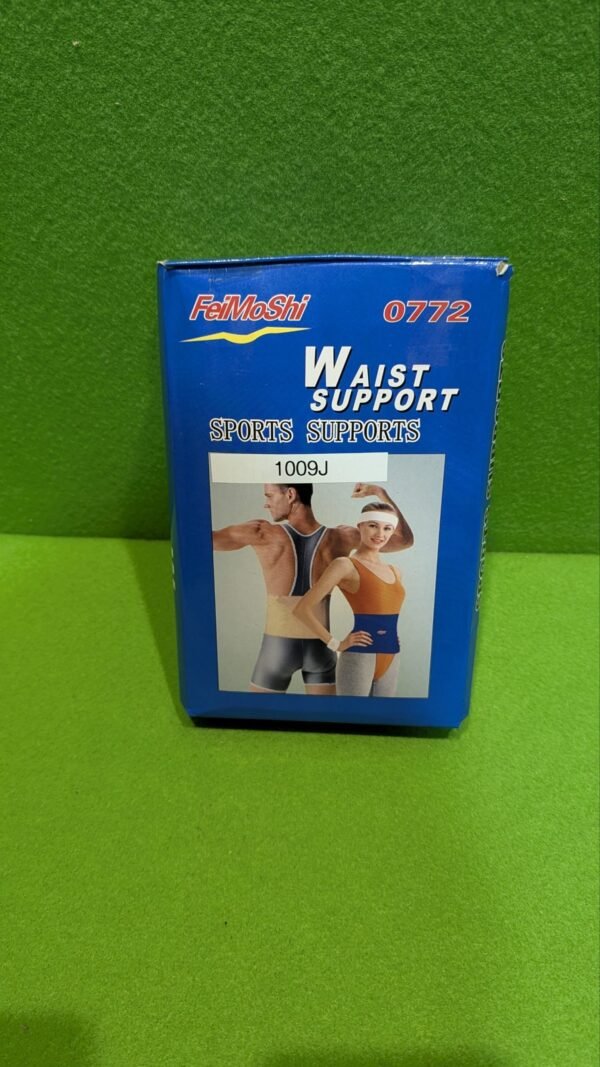 FeiMoShi
0772
WAIST
SUPPORT
SPORTS SUPPORTS
1009J